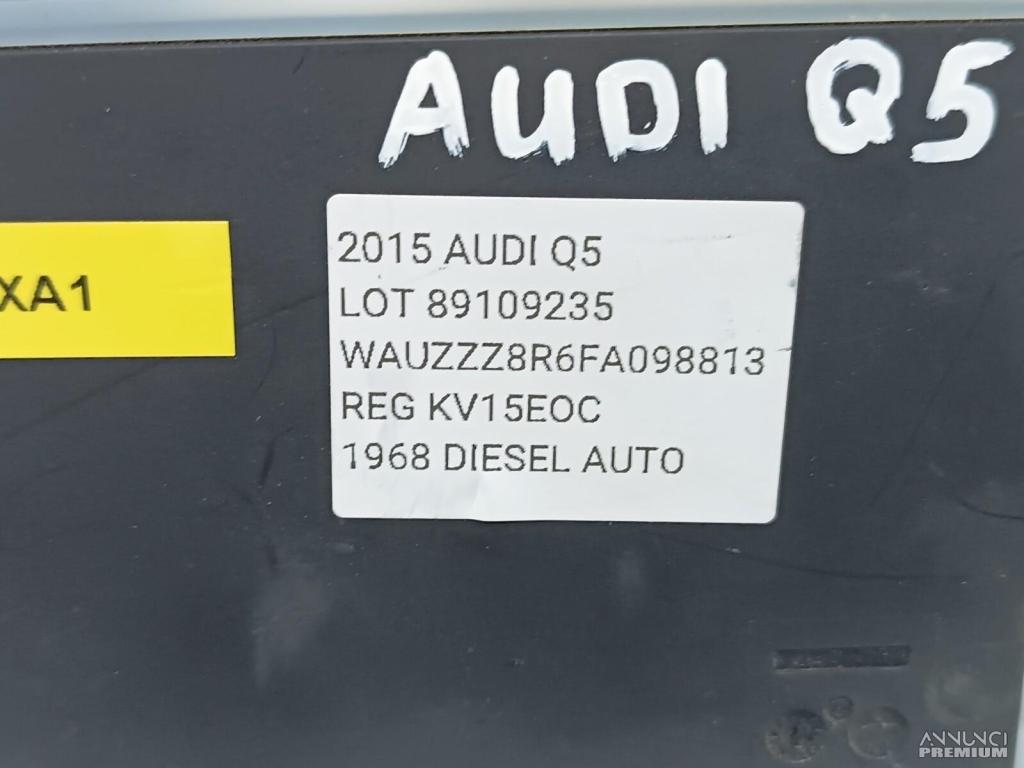 AUDI Q5
XA1
2015 AUDI Q5
LOT 89109235
WAUZZZ8R6FA098813
REG KV15EOC
1968 DIESEL AUTO
ANNUNCI
PREMIUM